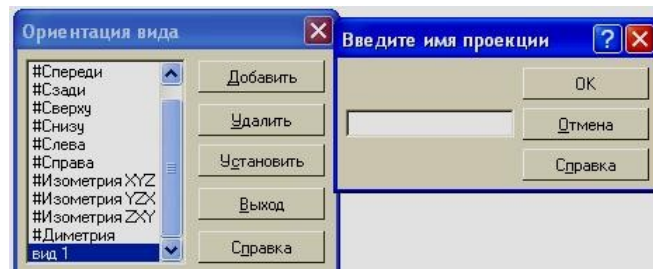 Ориентация вида
#Спереди
#Сзади
#Сверху
#Снизу
#Слева
#Справа
#Изометрия XYZ
#Изометрия YZX
#Изометрия ZXY
#Диметрия
вид 1
Добавить
Удалить
Установить
Выход
Справка
Введите имя проекции
OK
Отмена
Справка